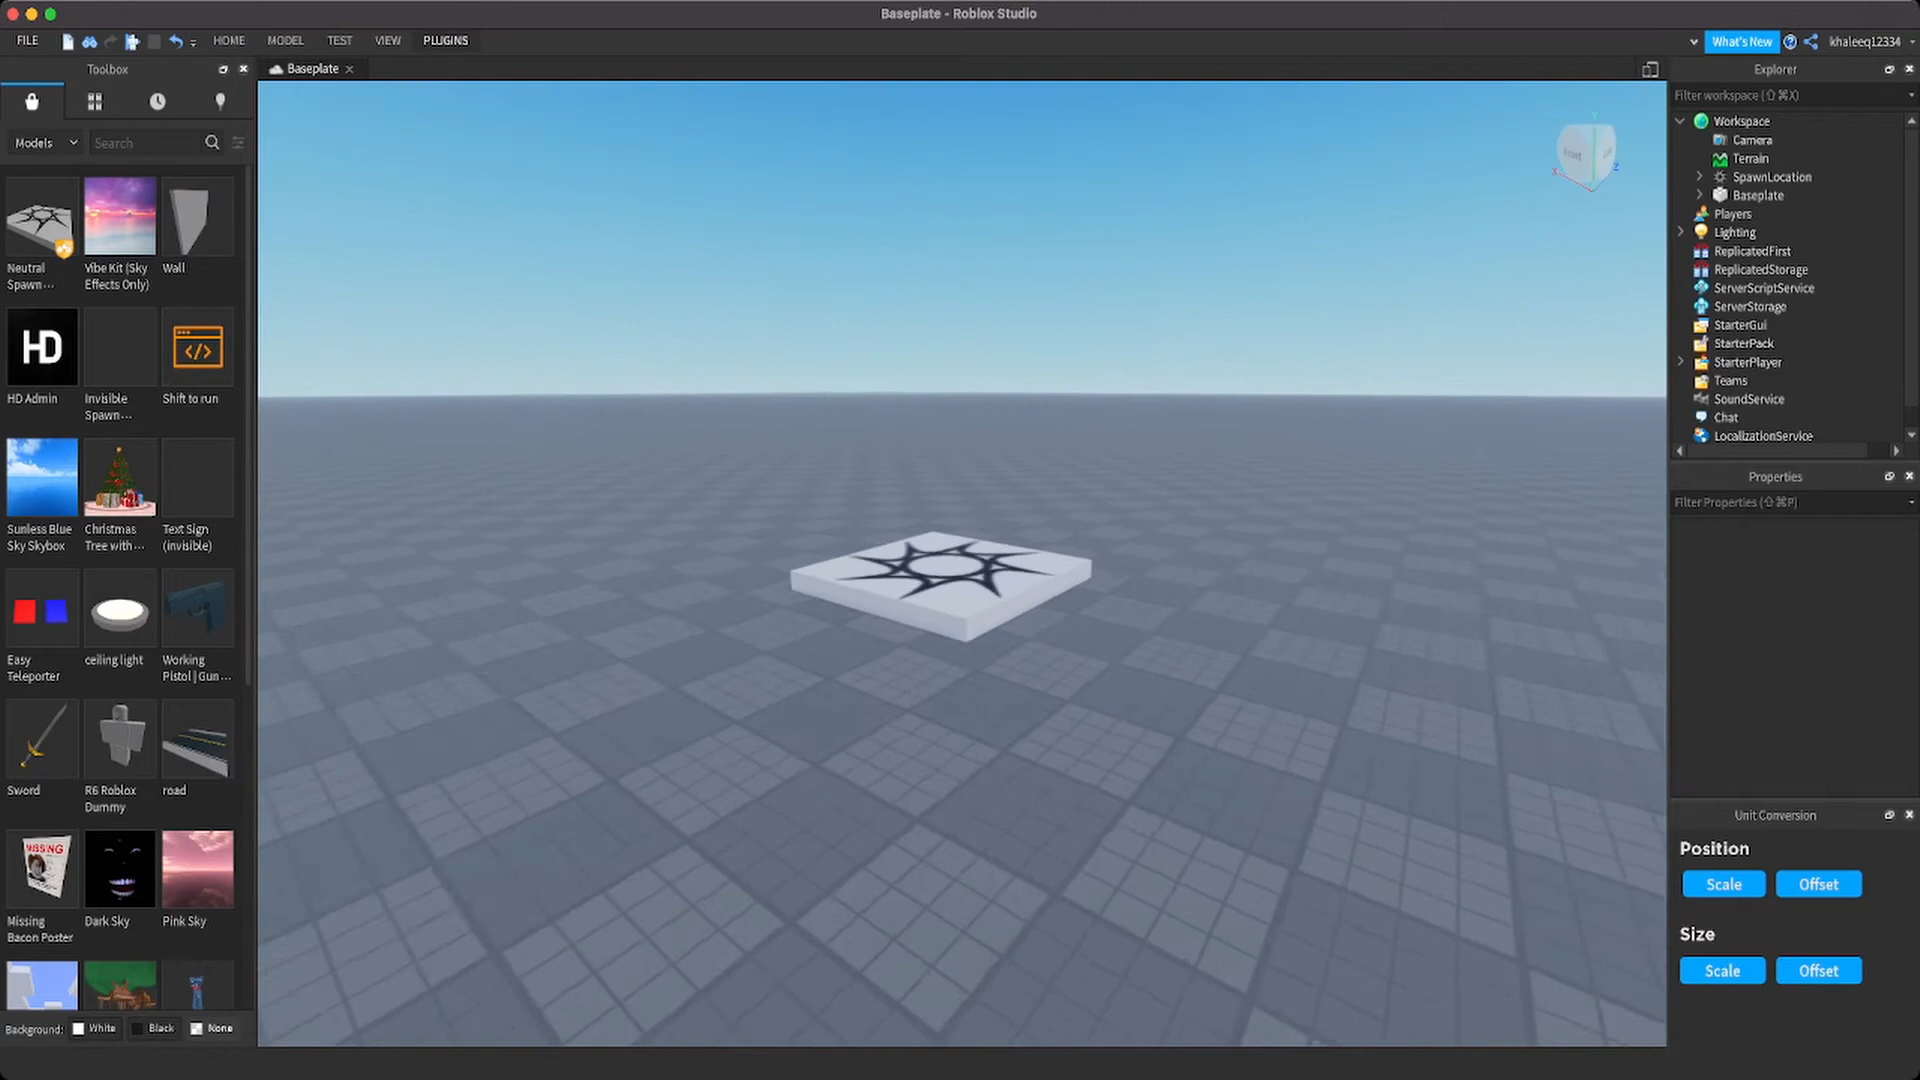 Baseplate - Roblox Studio
FILE
HOME
MODEL
TEST
VIEW
PLUGINS
What's New
khaleeq12334
Toolbox
Models
Search
Neutral
Spawn...
Vibe Kit (Sky
Effects Only)
Wall
HD
HD Admin
Invisible
Spawn...
Shift to run
Sunless Blue
Sky Skybox
Christmas
Tree with...
Text Sign
(invisible)
Easy
Teleporter
ceiling light
Working
Pistol | Gun...
Sword
R6 Roblox
Dummy
road
MISSING
Missing
Bacon Poster
Dark Sky
Pink Sky
Background:
White
Black
None
Baseplate
Front
Y
X
Z
Explorer
Filter workspace (⇧⌘X)
Workspace
Camera
Terrain
SpawnLocation
Baseplate
Players
Lighting
ReplicatedFirst
ReplicatedStorage
ServerScriptService
ServerStorage
StarterGui
StarterPack
StarterPlayer
Teams
SoundService
Chat
LocalizationService
Properties
Filter Properties (⇧⌘P)
Unit Conversion
Position
Scale
Offset
Size
Scale
Offset